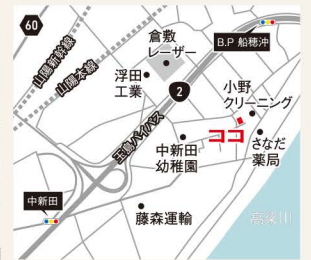 60
倉敷
レーザー
B.P 船穂沖
山陽新幹線
山陽本線
浮田
工業
2
小野
クリーニング
玉島バイパス
ココ
中新田
幼稚園
さなだ
薬局
中新田
藤森運輸
高梁川